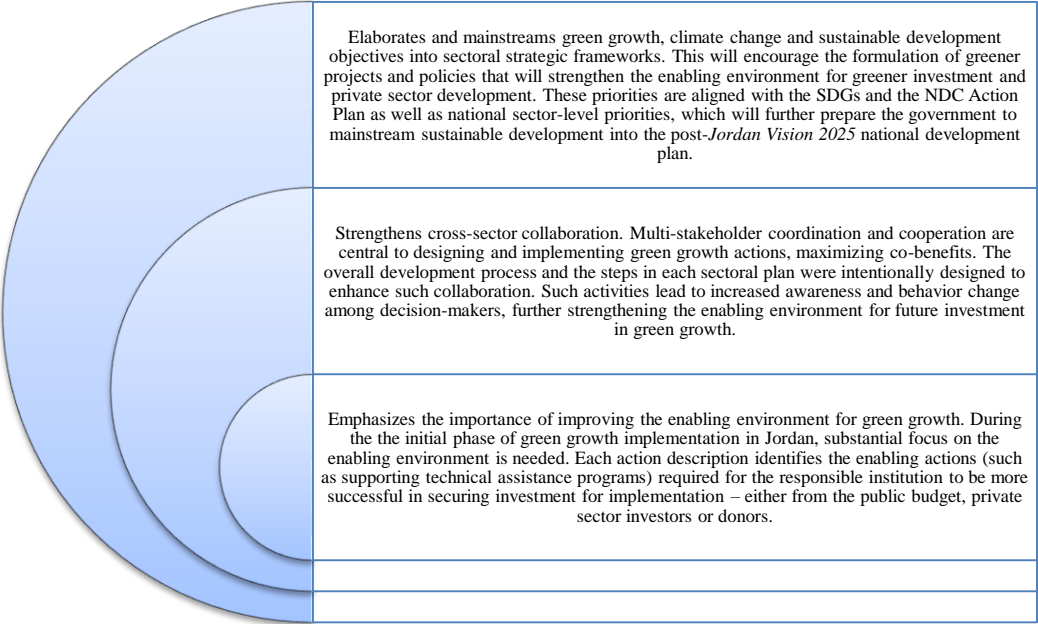 Elaborates and mainstreams green growth, climate change and sustainable development
objectives into sectoral strategic frameworks. This will encourage the formulation of greener
projects and policies that will strengthen the enabling environment for greener investment and
private sector development. These priorities are aligned with the SDGs and the NDC Action
Plan as well as national sector-level priorities, which will further prepare the government to
mainstream sustainable development into the post-Jordan Vision 2025 national development
plan.
Strengthens cross-sector collaboration. Multi-stakeholder coordination and cooperation are
central to designing and implementing green growth actions, maximizing co-benefits. The
overall development process and the steps in each sectoral plan were intentionally designed to
enhance such collaboration. Such activities lead to increased awareness and behavior change
among decision-makers, further strengthening the enabling environment for future investment
in green growth.
Emphasizes the importance of improving the enabling environment for green growth. During
the the initial phase of green growth implementation in Jordan, substantial focus on the
enabling environment is needed. Each action description identifies the enabling actions (such
as supporting technical assistance programs) required for the responsible institution to be more
successful in securing investment for implementation – either from the public budget, private
sector investors or donors.